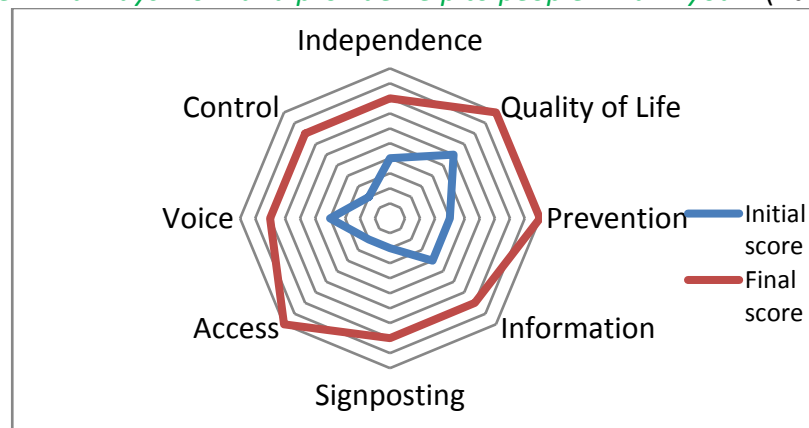 Independence
Control
Quality of Life
Voice
Prevention
Initial
score
Final
score
Access
Information
Signposting